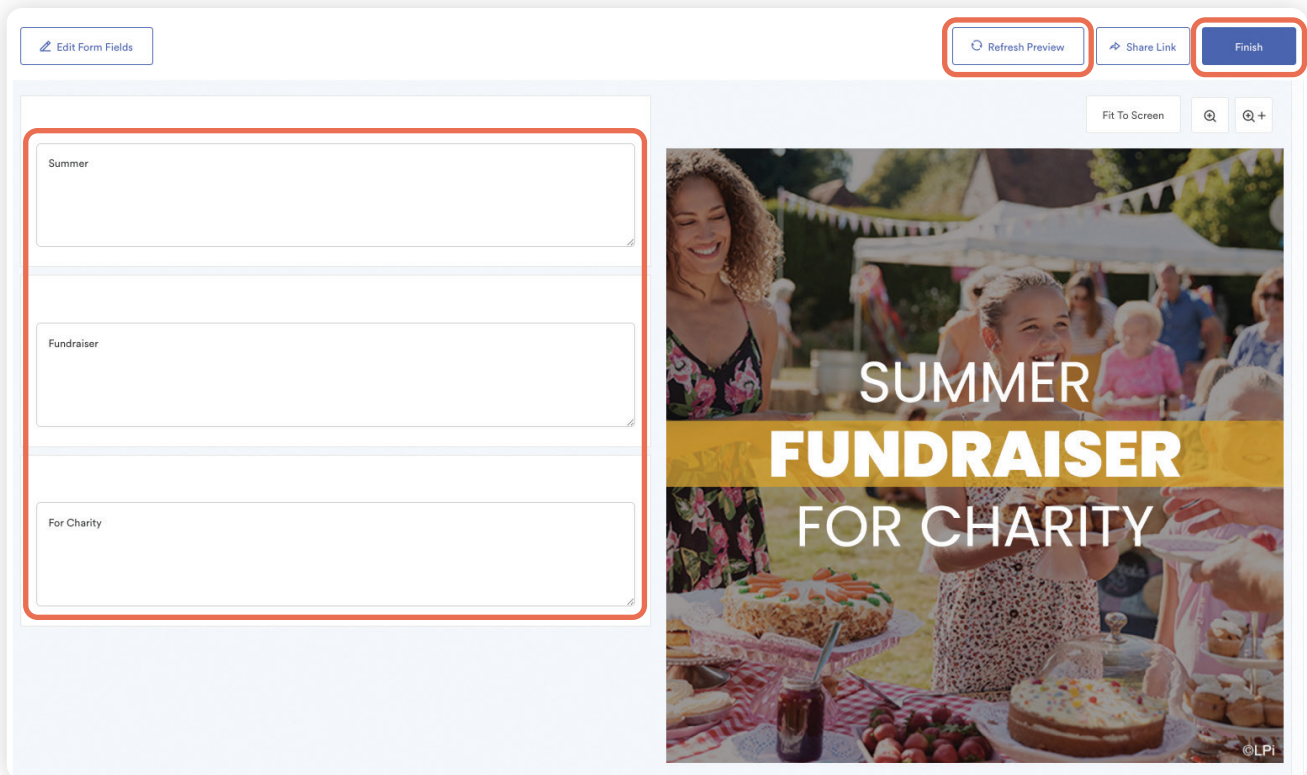 Edit Form Fields
Refresh Preview
Share Link
Finish
Fit To Screen
+
Summer
Fundraiser
For Charity
SUMMER
FUNDRAISER
FOR CHARITY
©LPi